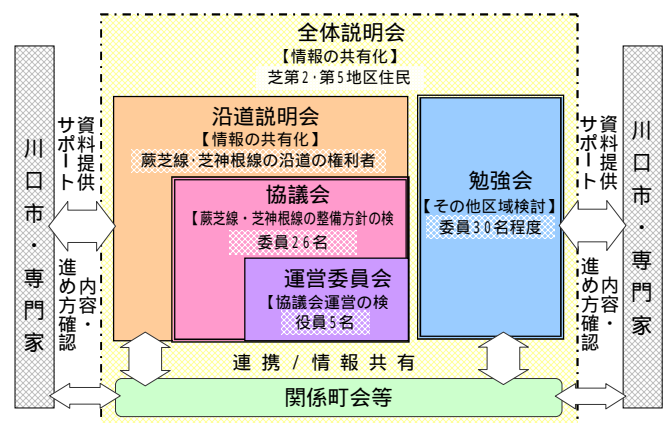 全体説明会
【情報の共有化】
芝第2・第5地区住民
沿道説明会
【情報の共有化】
蕨芝線・芝神根線の沿道の権利者
協議会
【蕨芝線・芝神根線の整備方針の検
委員26名
運営委員会
【協議会運営の検
役員5名
勉強会
【その他区域検討】
委員30名程度
川口市・専門家
資料提供
サポート
内容・
進め方確認
資料提供
サポート
内容・
進め方確認
川口市・専門家
連携/情報共有
関係町会等